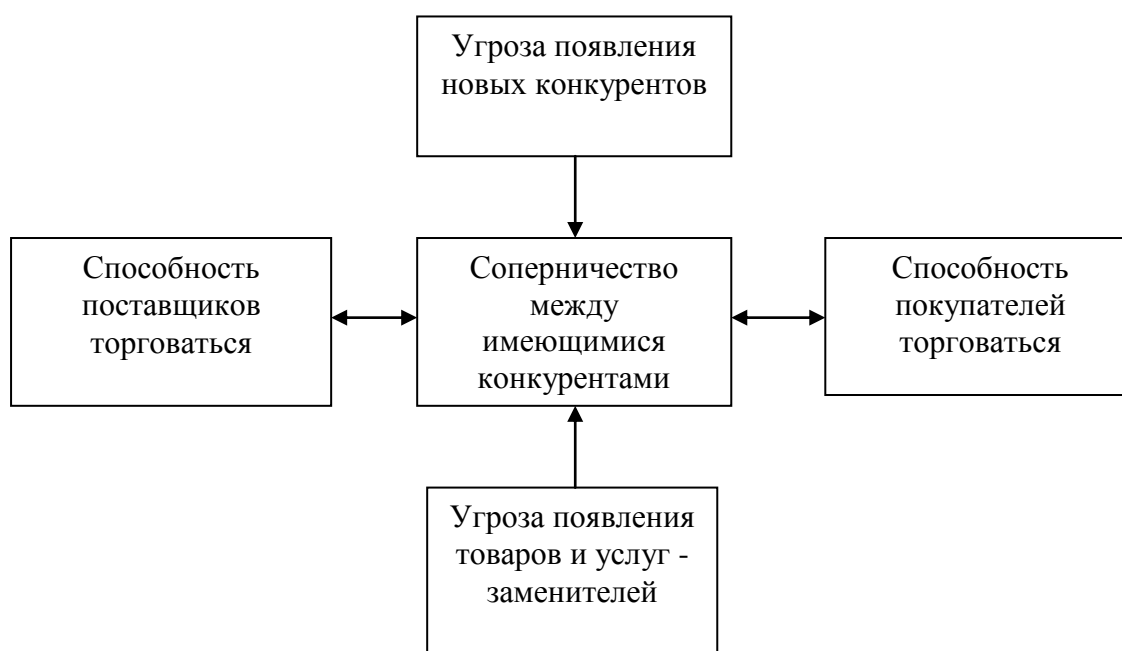 Угроза появления
новых конкурентов
Способность
поставщиков
торговаться
Соперничество
между
имеющимися
конкурентами
Способность
покупателей
торговаться
Угроза появления
товаров и услуг -
заменителей